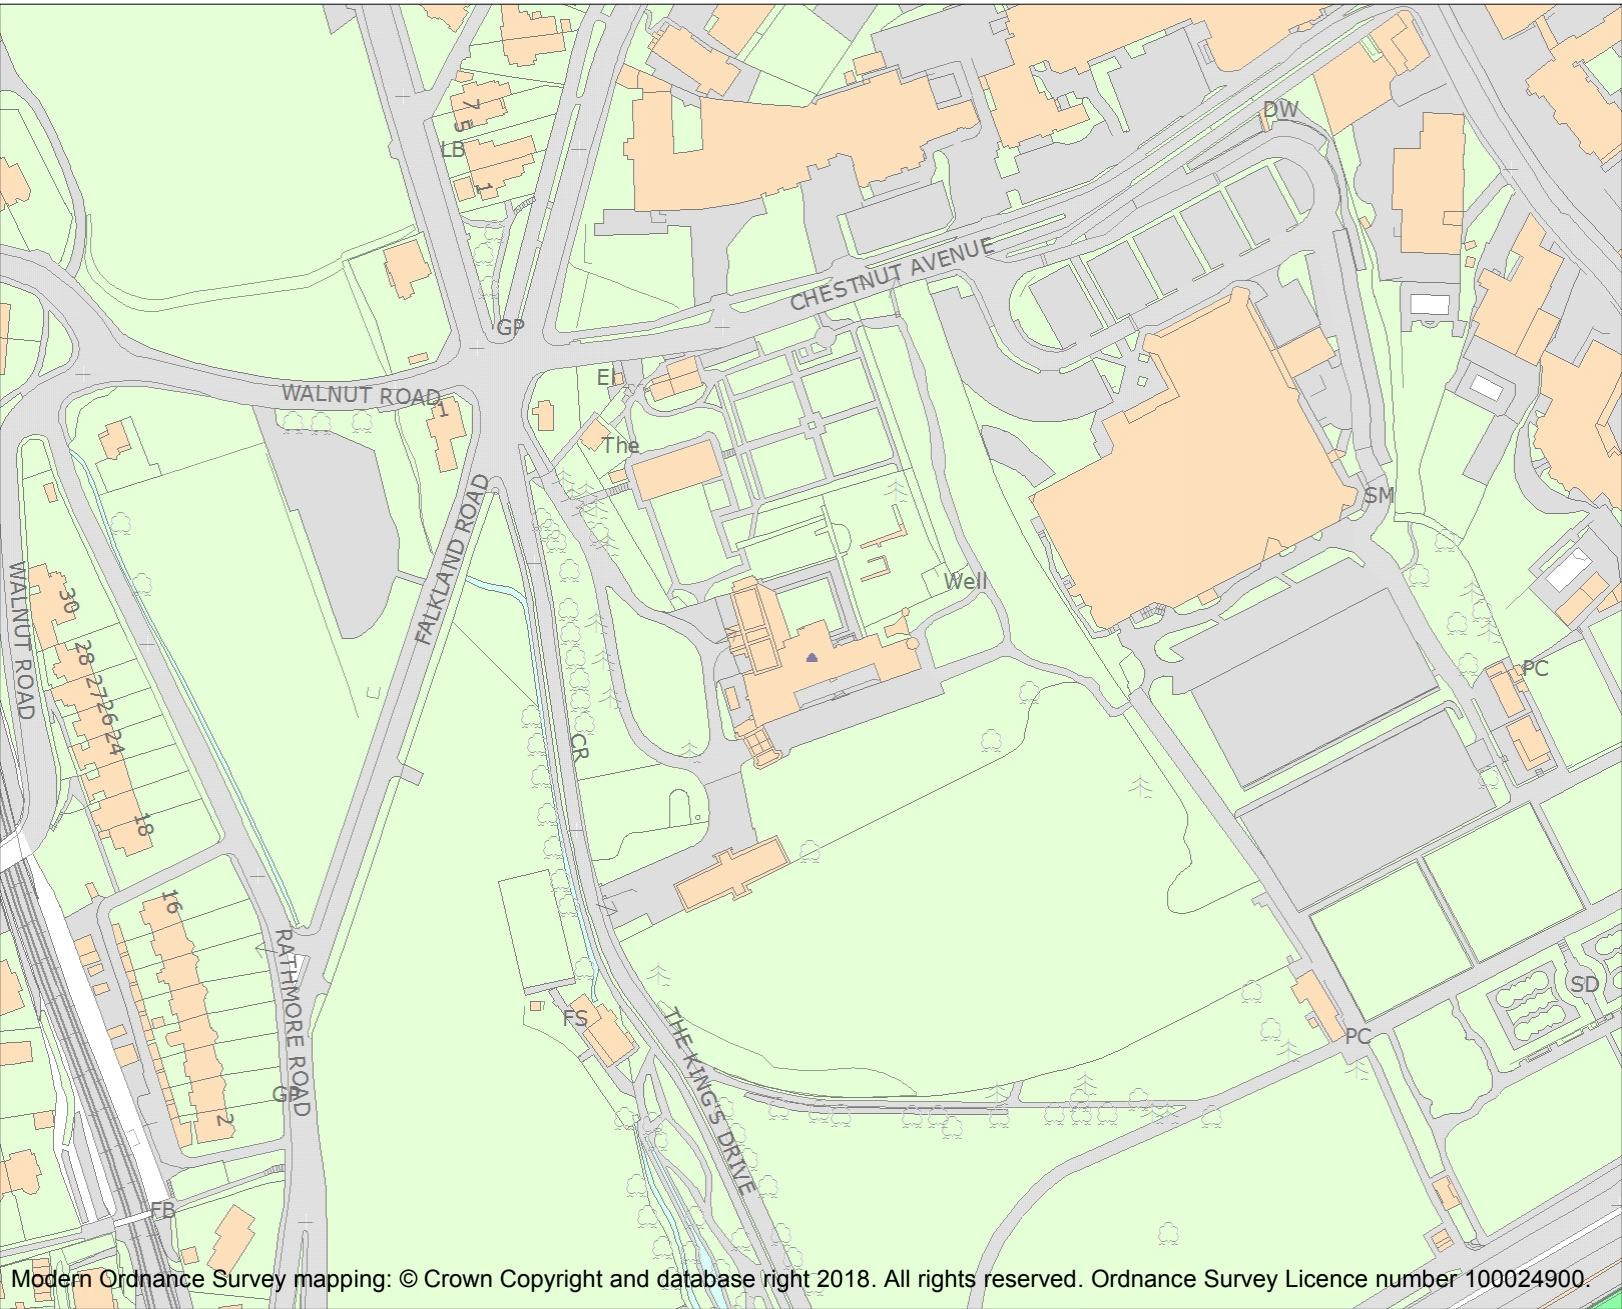 DW
7
5
LB
1
CHESTNUT AVENUE
GP
El
WALNUT ROAD
1
The
FALKLAND ROAD
SM
WALNUT ROAD
Well
30
28
27
26
24
PC
CR
18
16
RATHMORE ROAD
SD
FS
THE KING'S DRIVE
PC
GP
2
FB
Modern Ordnance Survey mapping: © Crown Copyright and database right 2018. All rights reserved. Ordnance Survey Licence number 100024900.